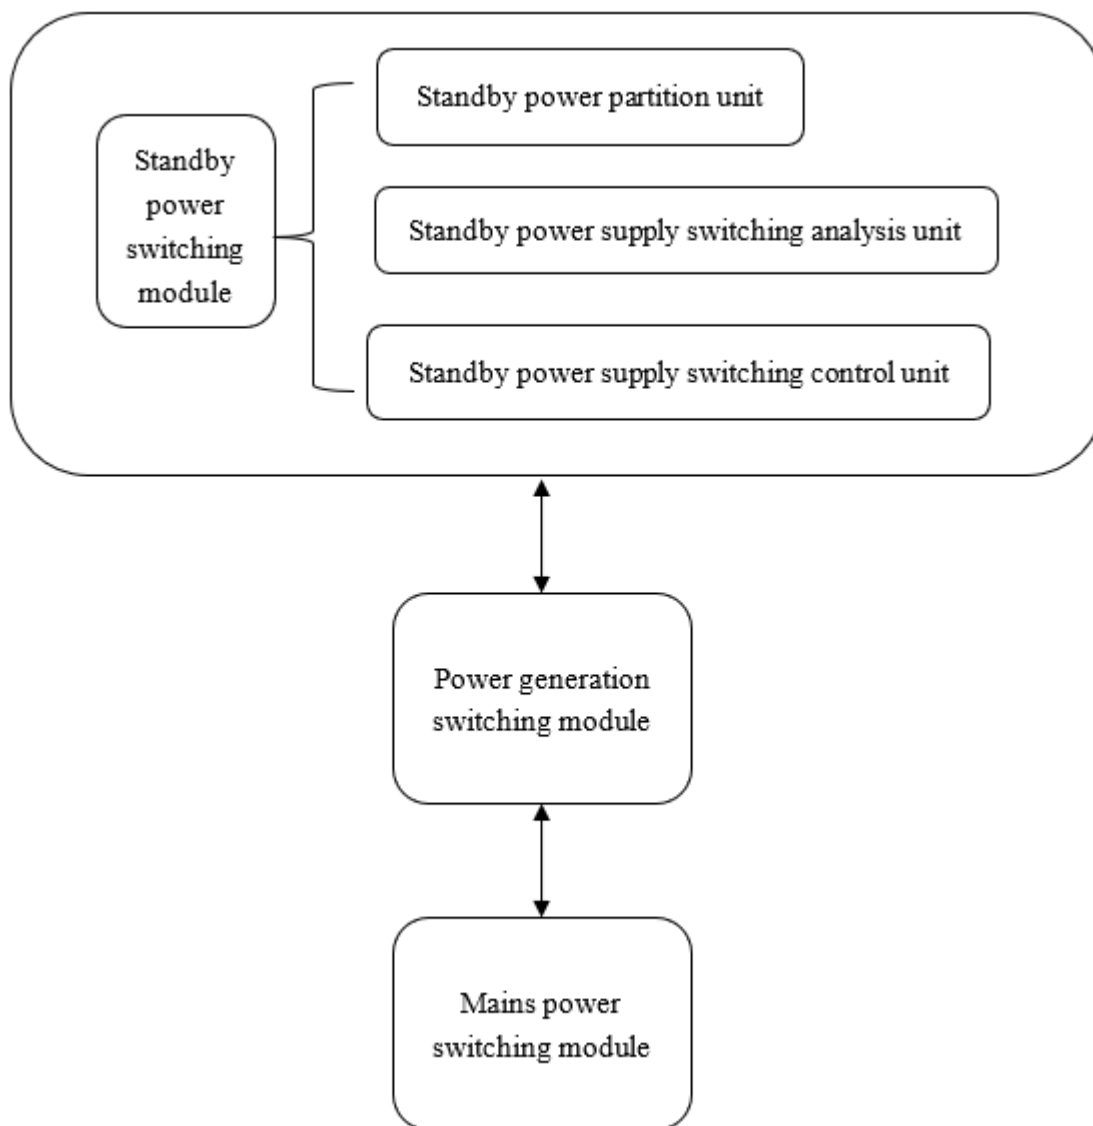 Standby power partition unit
Standby
power
switching
module
Standby power supply switching analysis unit
Standby power supply switching control unit
Power generation
switching module
Mains power
switching module